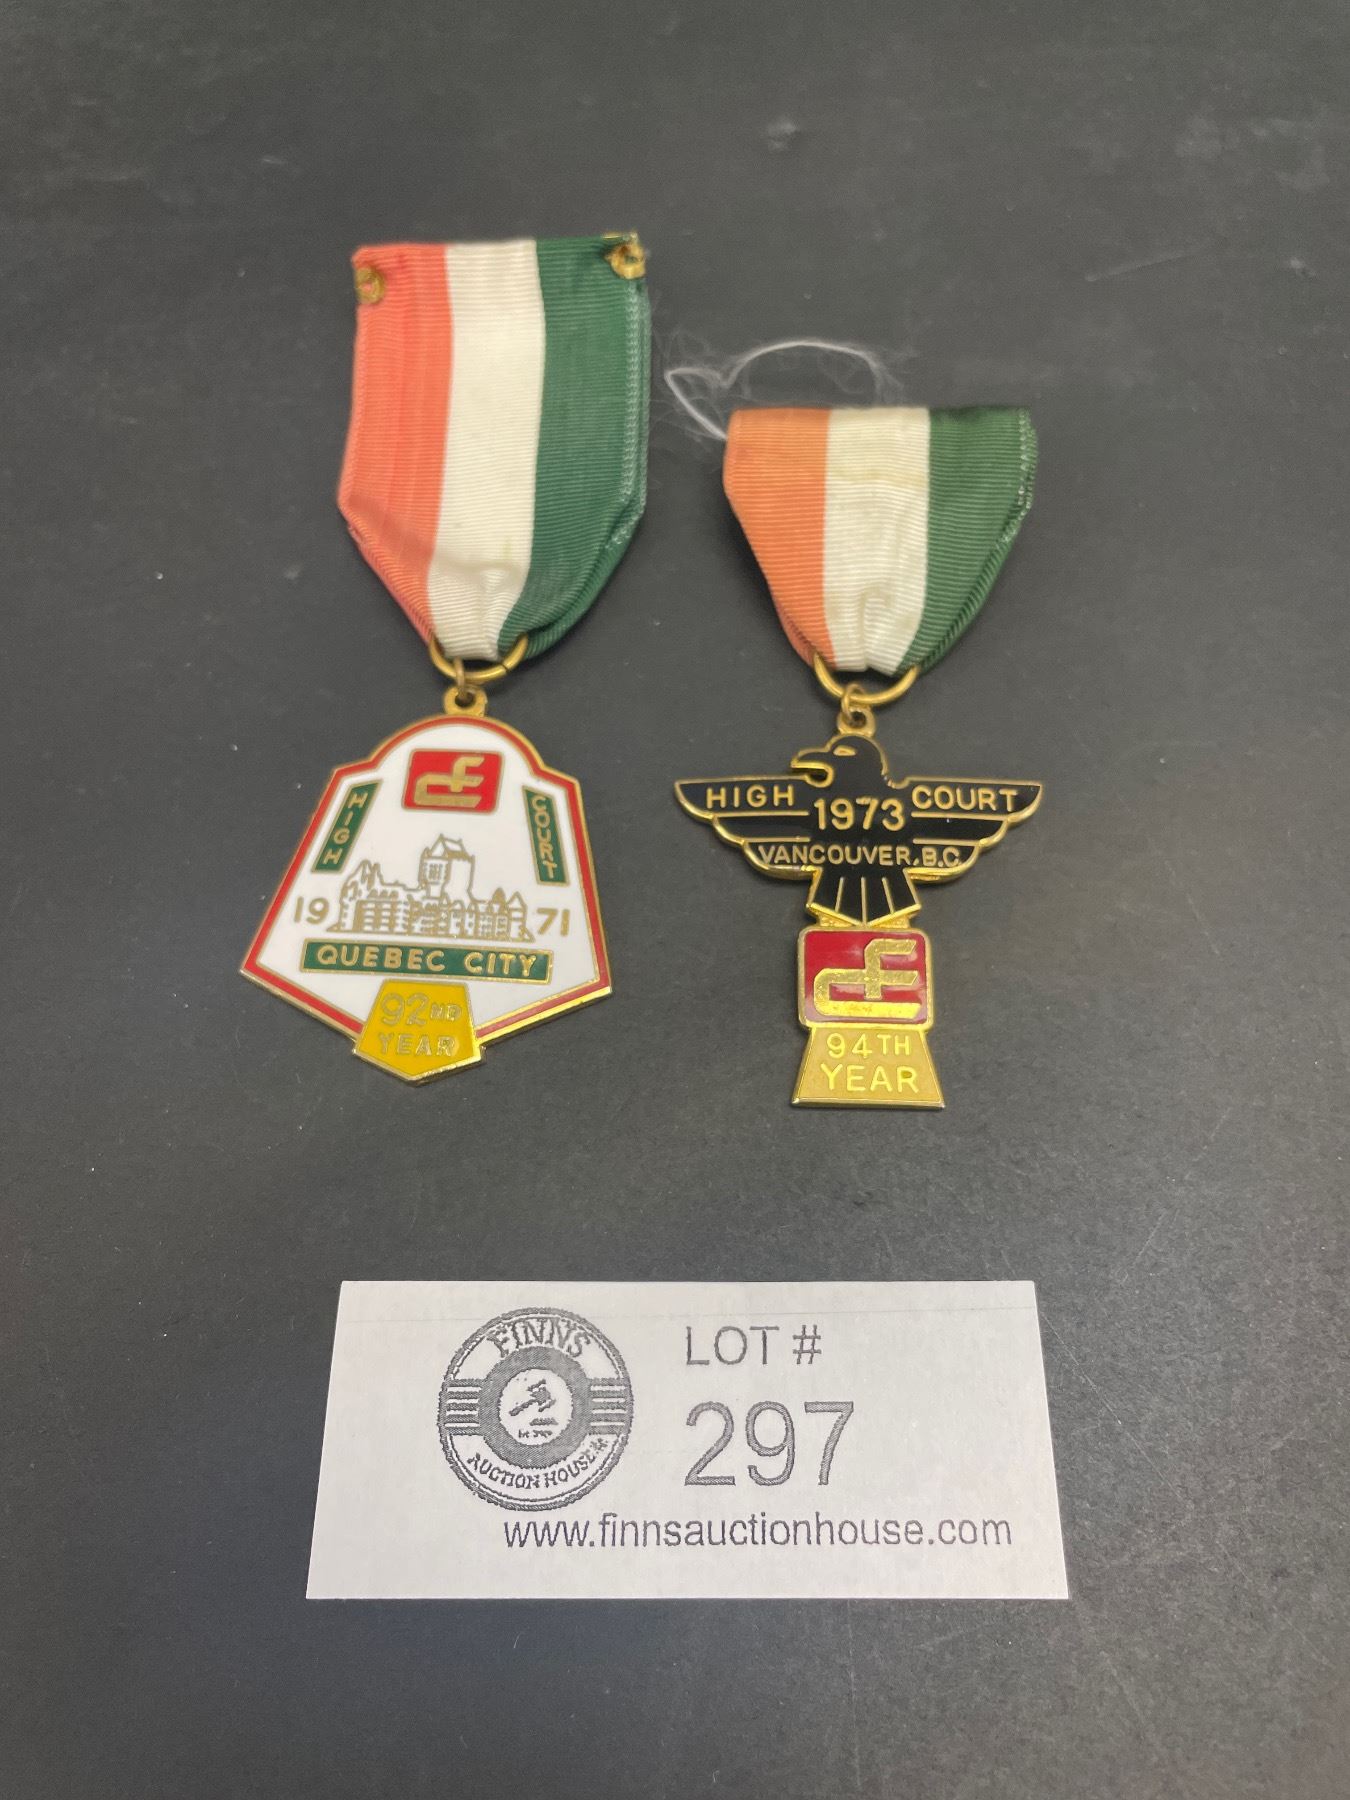 HIGH
COURT
19 71
QUEBEC CITY
92ND
YEAR
HIGH 1973 COURT
VANCOUVER, B.C.
CF
94TH
YEAR
FINNS
AUCTION HOUSE
LOT #
297
www.finnsauctionhouse.com